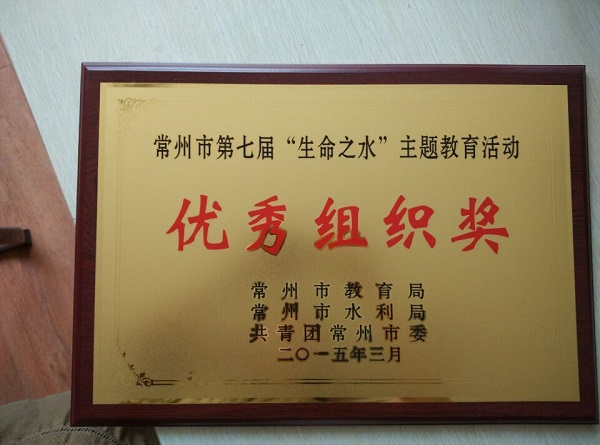 常州市第七届“生命之水”主题教育活动
优秀组织奖
常州市教育局
常州市水利局
共青团常州市委
二〇一五年三月